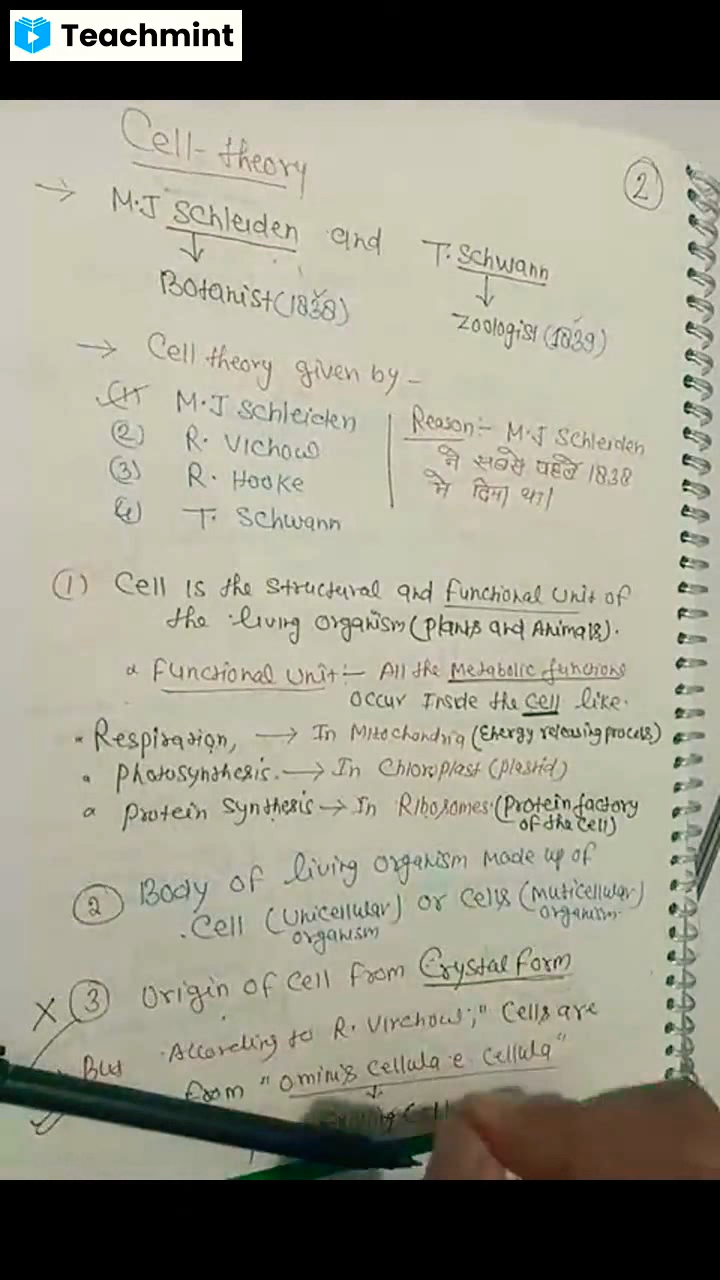 Teachmint
Cell-theory
2
→ M.J Schleiden and T. Schwann
Botanist (1838)
Zoologist (1839)
→ Cell theory given by -
(1) M.J Schleiden
(2) R. Vichow
(3) R. Hooke
(4) T. Schwann
Reason:- M.J Schleiden
ने सबसे पहले 1838
मे दिया था।
(1) Cell is the structural and functional unit of
the living organism (plants and Animals).
Functional unit:- All the Metabolic functions
occur inside the cell like.
Respiration, → In Mitochondria (Energy releasing process)
Photosynthesis. → In Chloroplast (plastid)
Protein synthesis → In Ribosomes. (Protein factory
of the cell)
(2) Body of living organism made up of
cell (Unicellular) or cells (Muticellular)
organism organism
X (3) Origin of cell from Crystal form
According to R. Virchow, "Cells are
But from "ominis cellula e cellula"
cell